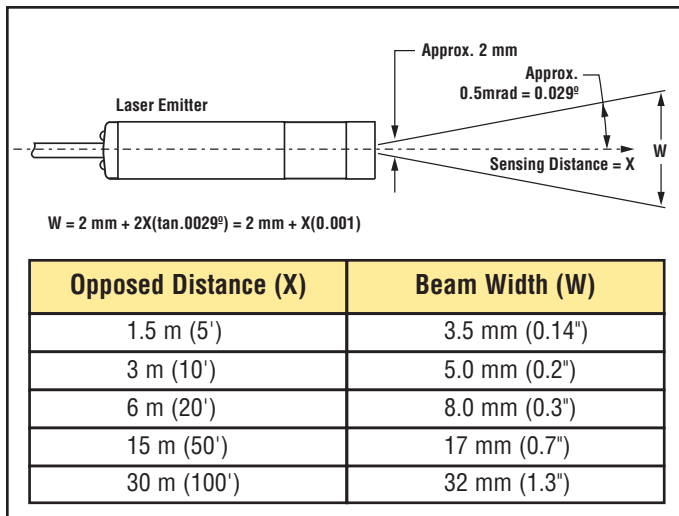 Approx. 2 mm
Approx.
0.5mrad = 0.029º
Laser Emitter
Sensing Distance = X
W
W = 2 mm + 2X(tan.0029º) = 2 mm + X(0.001)
Opposed Distance (X) Beam Width (W)
1.5 m (5') 3.5 mm (0.14")
3 m (10') 5.0 mm (0.2")
6 m (20') 8.0 mm (0.3")
15 m (50') 17 mm (0.7")
30 m (100') 32 mm (1.3")